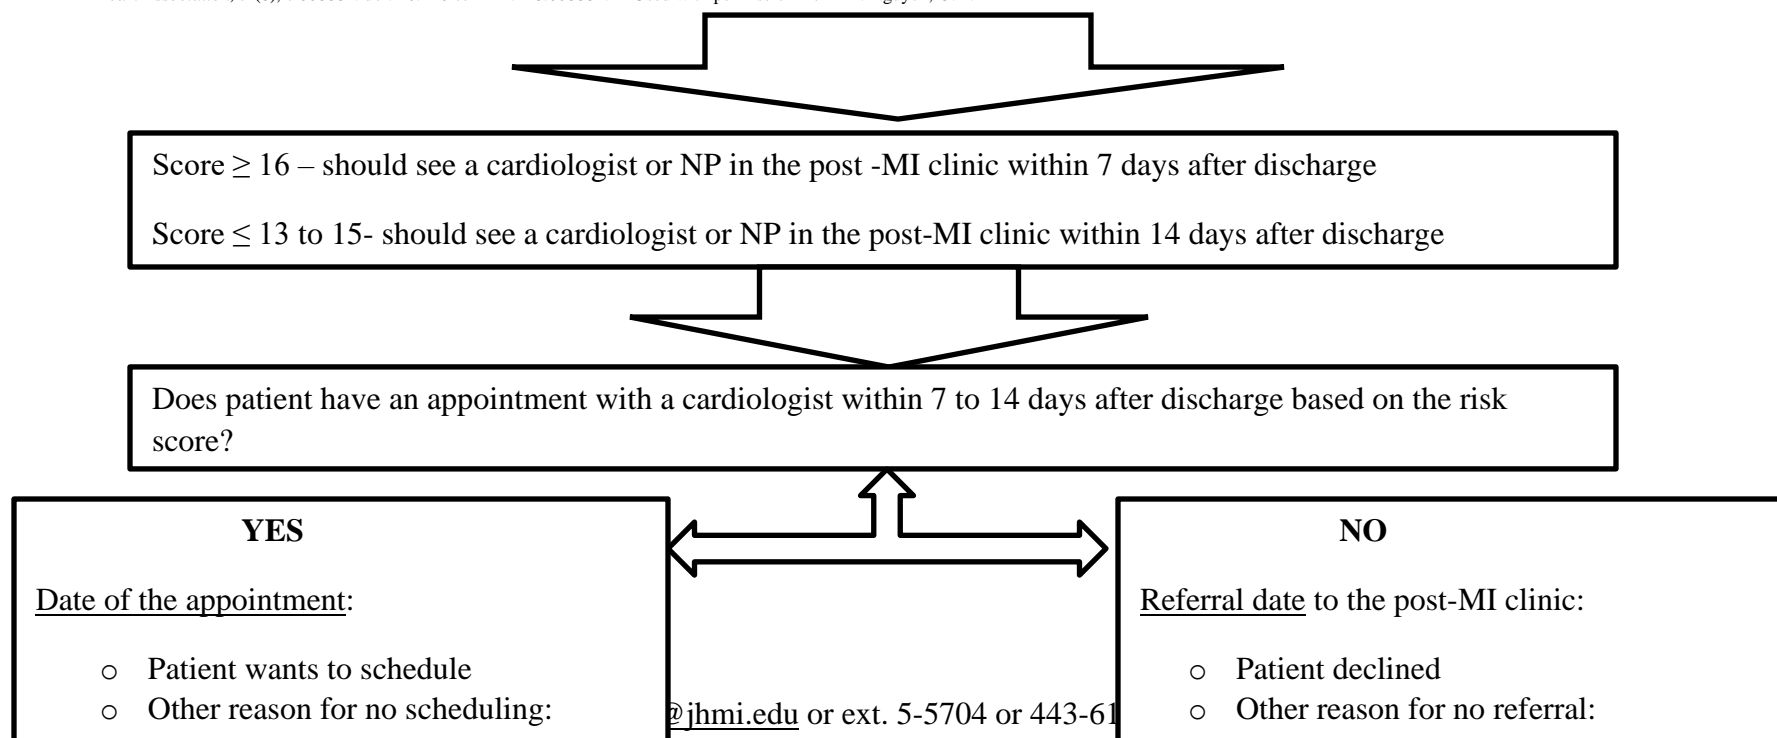 Score ≥ 16 – should see a cardiologist or NP in the post -MI clinic within 7 days after discharge
Score ≤ 13 to 15- should see a cardiologist or NP in the post-MI clinic within 14 days after discharge
Does patient have an appointment with a cardiologist within 7 to 14 days after discharge based on the risk
score?
YES
Date of the appointment:
o Patient wants to schedule
o Other reason for no scheduling:
@jhmi.edu or ext. 5-5704 or 443-61
NO
Referral date to the post-MI clinic:
o Patient declined
o Other reason for no referral: